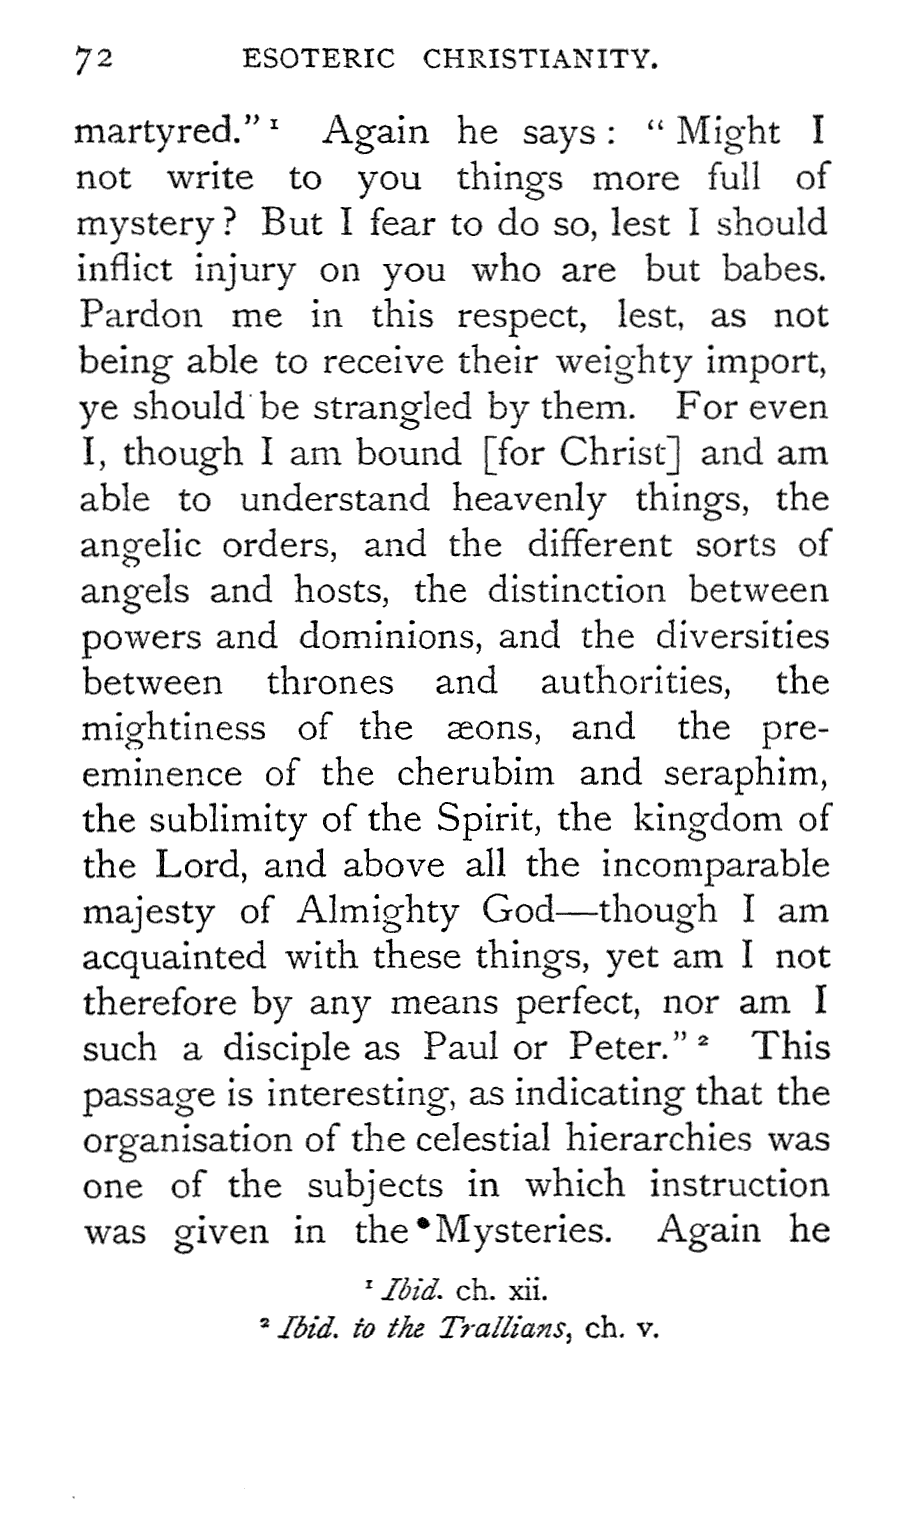 72 ESOTERIC CHRISTIANITY.
martyred." ¹ Again he says : " Might I
not write to you things more full of
mystery ? But I fear to do so, lest I should
inflict injury on you who are but babes.
Pardon me in this respect, lest, as not
being able to receive their weighty import,
ye should be strangled by them. For even
I, though I am bound [for Christ] and am
able to understand heavenly things, the
angelic orders, and the different sorts of
angels and hosts, the distinction between
powers and dominions, and the diversities
between thrones and authorities, the
mightiness of the æons, and the pre-
eminence of the cherubim and seraphim,
the sublimity of the Spirit, the kingdom of
the Lord, and above all the incomparable
majesty of Almighty God—though I am
acquainted with these things, yet am I not
therefore by any means perfect, nor am I
such a disciple as Paul or Peter." ² This
passage is interesting, as indicating that the
organisation of the celestial hierarchies was
one of the subjects in which instruction
was given in the Mysteries. Again he
¹ Ibid. ch. xii.
² Ibid. to the Trallians, ch. v.